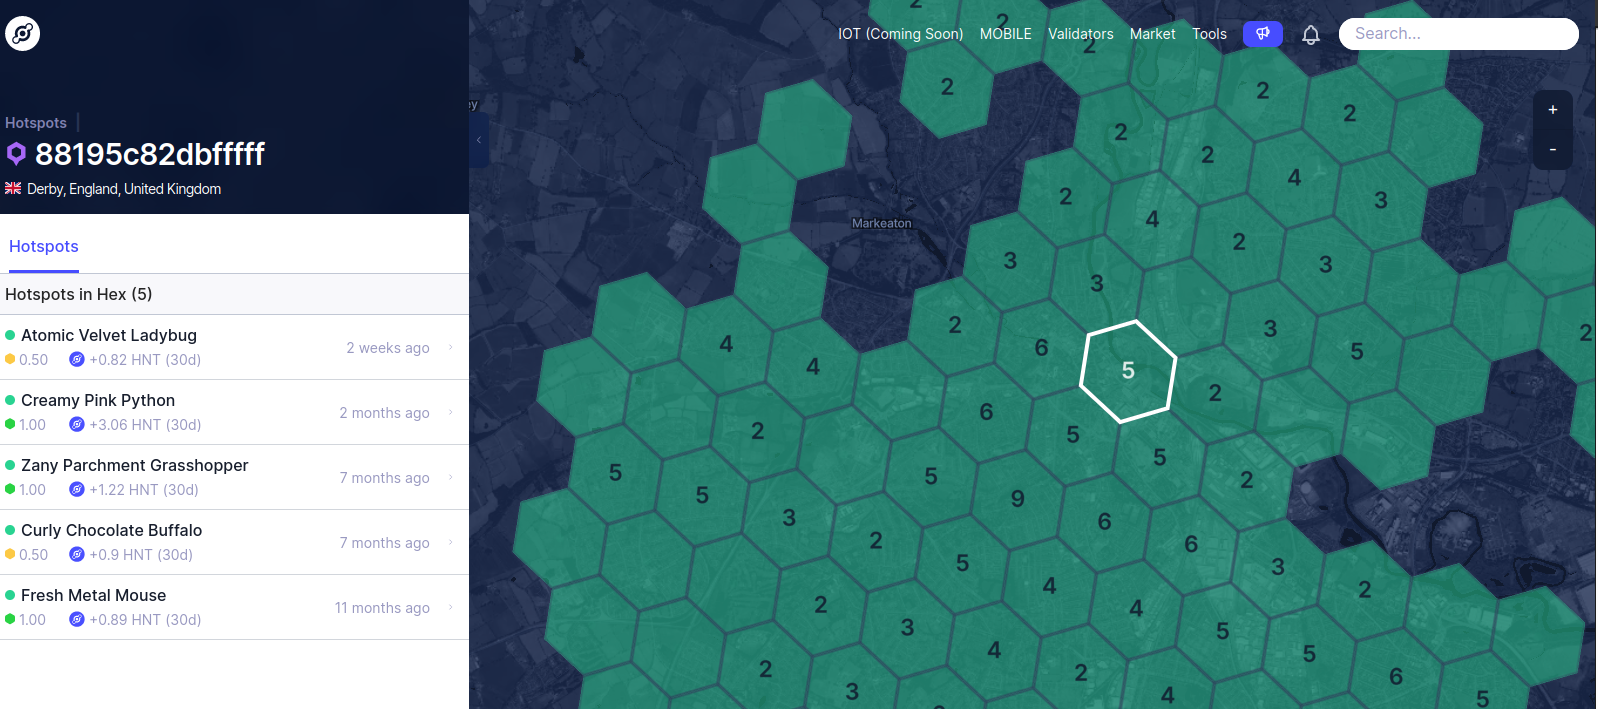 IOT (Coming Soon) MOBILE Validators Market Tools Search...
Hotspots
88195c82dbfffff
Derby, England, United Kingdom
Hotspots
Hotspots in Hex (5)
Atomic Velvet Ladybug
2 weeks ago
0.50 +0.82 HNT (30d)
Creamy Pink Python
2 months ago
1.00 +3.06 HNT (30d)
Zany Parchment Grasshopper
7 months ago
1.00 +1.22 HNT (30d)
Curly Chocolate Buffalo
7 months ago
0.50 +0.9 HNT (30d)
Fresh Metal Mouse
11 months ago
1.00 +0.89 HNT (30d)
ey
Markeaton
+
-
2 2
2
2 2
2
2 2
4
2 3
4
2
3 3
3
2 3
4 6 5 2
4 5
2
6
2 5
5
5 5 2
5 9
3 6
2 6
5 3
4 2
2 4
3 5
4 5
2 2 6
3 4 5